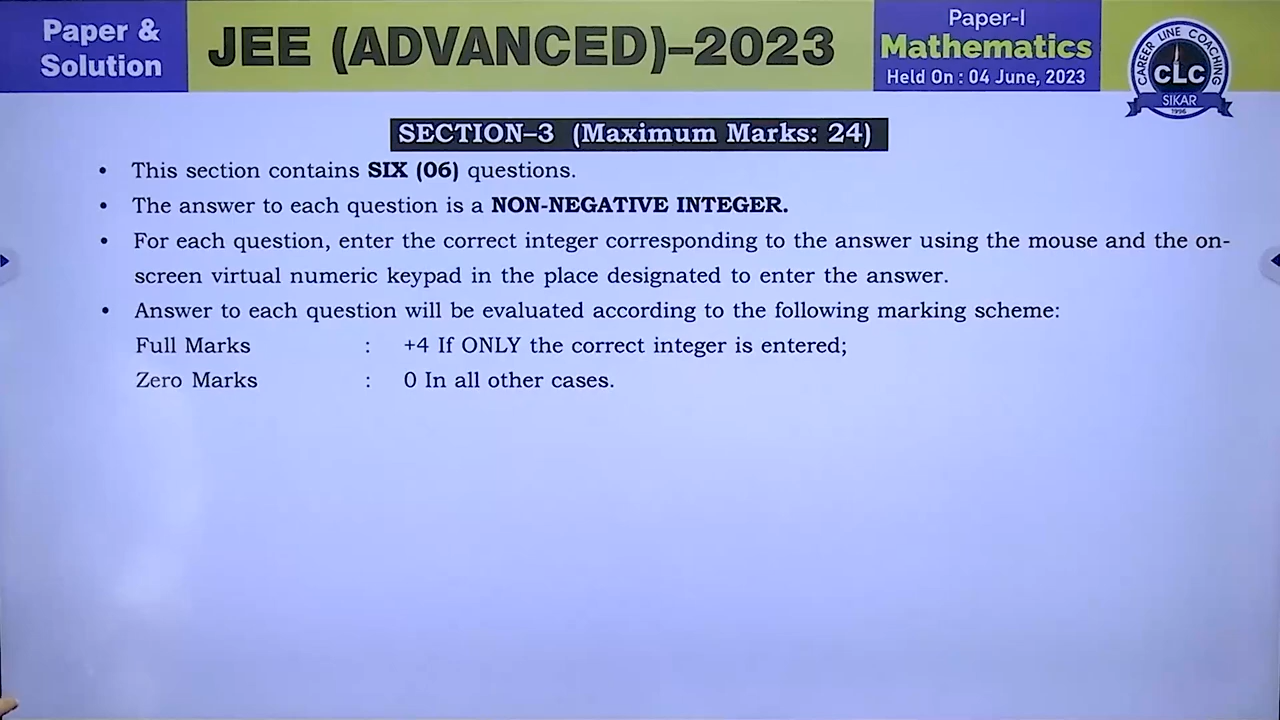 Paper &
Solution
JEE (ADVANCED)–2023
Paper-I
Mathematics
Held On : 04 June, 2023
CAREER LINE COACHING
CLC
SIKAR
1996
SECTION–3 (Maximum Marks: 24)
• This section contains SIX (06) questions.
• The answer to each question is a NON-NEGATIVE INTEGER.
• For each question, enter the correct integer corresponding to the answer using the mouse and the on-
screen virtual numeric keypad in the place designated to enter the answer.
• Answer to each question will be evaluated according to the following marking scheme:
Full Marks : +4 If ONLY the correct integer is entered;
Zero Marks : 0 In all other cases.